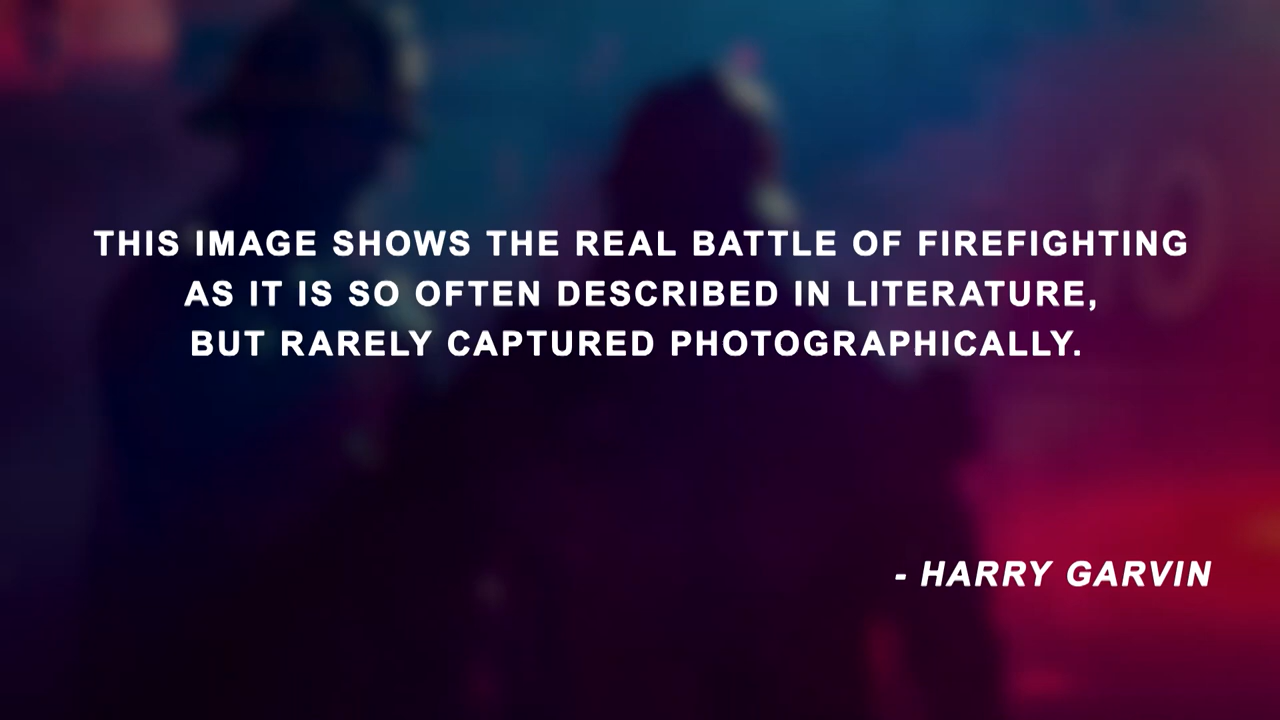 THIS IMAGE SHOWS THE REAL BATTLE OF FIREFIGHTING
AS IT IS SO OFTEN DESCRIBED IN LITERATURE,
BUT RARELY CAPTURED PHOTOGRAPHICALLY.
- HARRY GARVIN